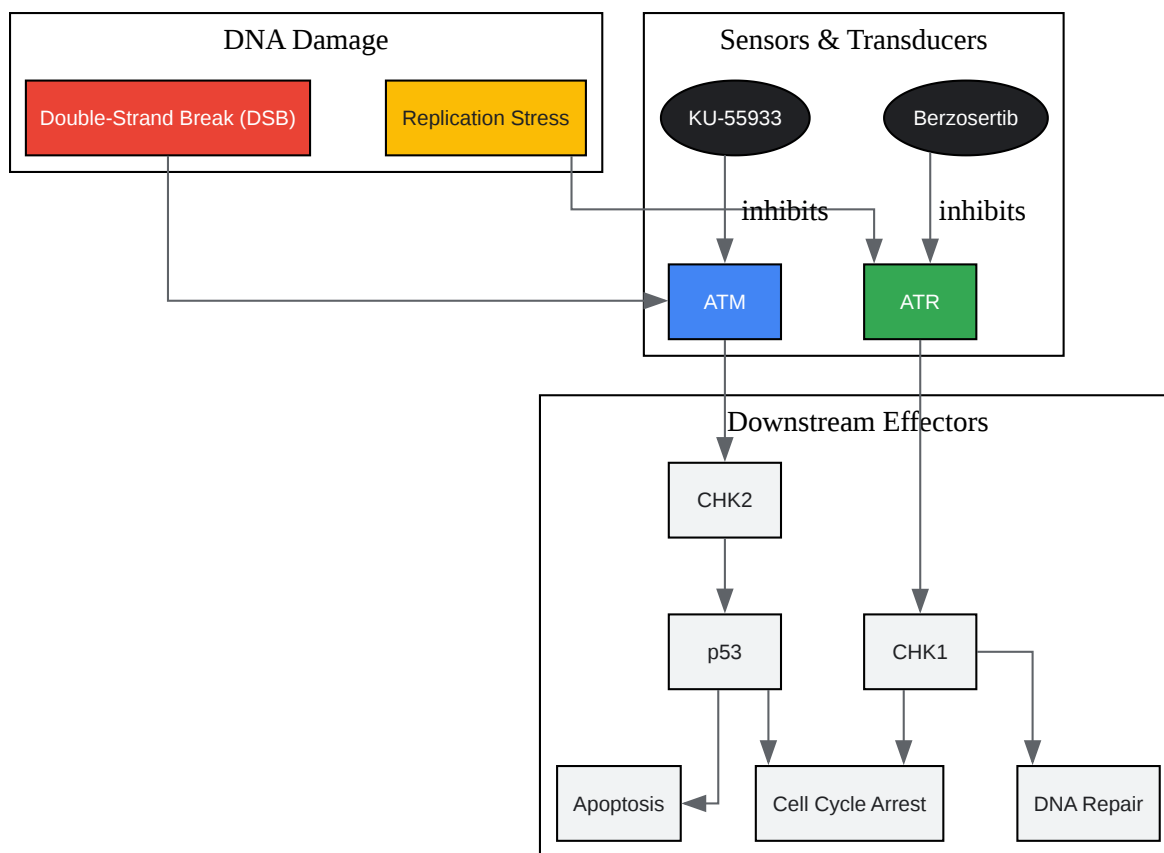 DNA Damage
Sensors & Transducers
Double-Strand Break (DSB)
Replication Stress
KU-55933
Berzosertib
inhibits
inhibits
ATM
ATR
Downstream Effectors
CHK2
p53
CHK1
Apoptosis
Cell Cycle Arrest
DNA Repair